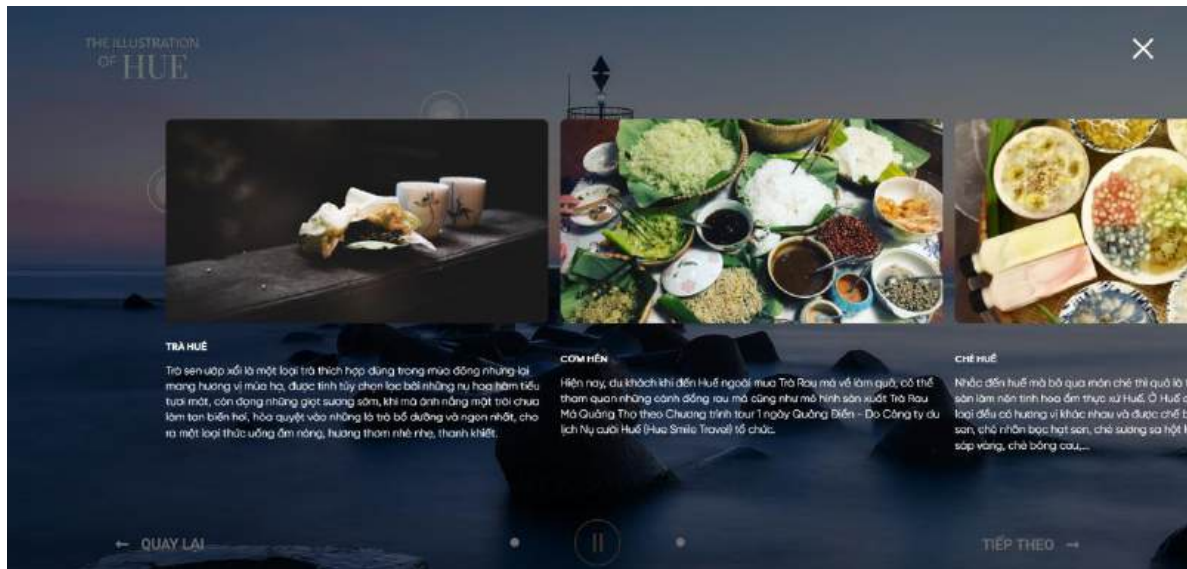 THE ILLUSTRATION
OF HUE
TRÀ HUẾ
Trà sen ướp xổi là một loại trà thích hợp dùng trong mùa đông nhưng lại
mang hương vị mùa hạ, được tinh túy chọn lọc bởi những nụ hoa hàm tiếu
tươi mát, còn đọng những giọt sương sớm, khi mà ánh nắng mặt trời chưa
làm tan biến hơi, hòa quyệt vào những lá trà bổ dưỡng và ngon nhất, cho
ra một loại thức uống ấm nóng, hương thơm nhè nhẹ, thanh khiết.
CƠM HẾN
Hiện nay, du khách khi đến Huế ngoài mua Trà Rau má về làm quà, có thể
tham quan những cánh đồng rau má cũng như mô hình sản xuất Trà Rau
Má Quảng Thọ theo Chương trình tour 1 ngày Quảng Điền - Do Công ty du
lịch Nụ cười Huế (Hue Smile Travel) tổ chức.
CHÈ HUẾ
Nhắc đến huế mà bỏ qua món chè thì quả là
sản làm nên tinh hoa ẩm thực xứ Huế. Ở Huế
loại đều có hương vị khác nhau và được chế
sen, chè nhãn bọc hạt sen, chè sương sa hột
sáp vàng, chè bông cau,...
← QUAY LẠI
TIẾP THEO →